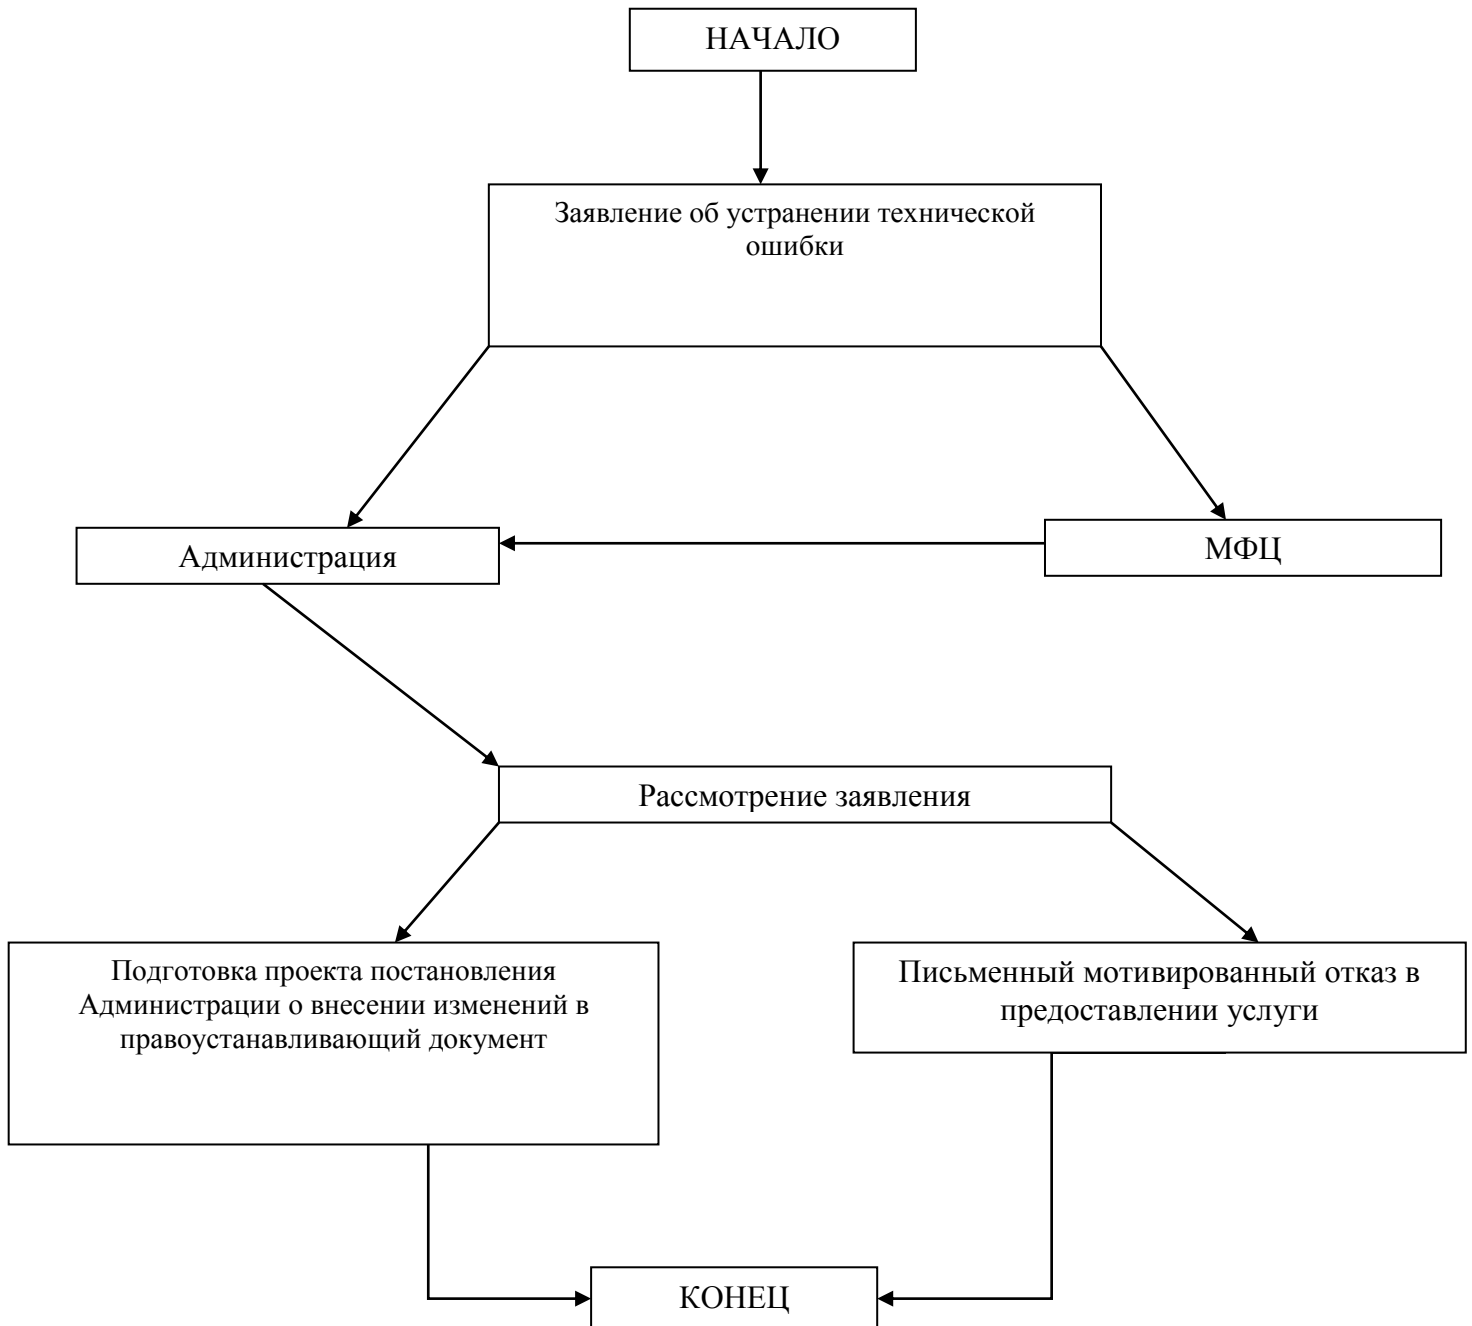 НАЧАЛО
Заявление об устранении технической
ошибки
Администрация
МФЦ
Рассмотрение заявления
Подготовка проекта постановления
Администрации о внесении изменений в
правоустанавливающий документ
Письменный мотивированный отказ в
предоставлении услуги
КОНЕЦ